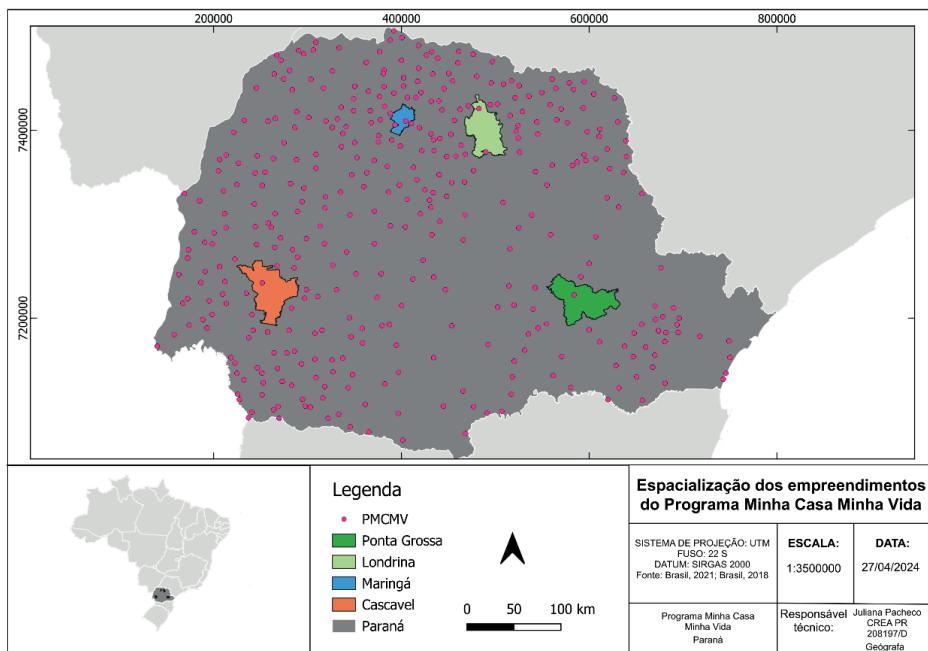 200000
400000
600000
800000
7400000
7200000
Legenda
PMCMV
Ponta Grossa
Londrina
Maringá
Cascavel
Paraná
0 50 100 km
Espacialização dos empreendimentos
do Programa Minha Casa Minha Vida
SISTEMA DE PROJEÇÃO: UTM
FUSO: 22 S
DATUM: SIRGAS 2000
Fonte: Brasil, 2021; Brasil, 2018
ESCALA:
1:3500000
DATA:
27/04/2024
Programa Minha Casa
Minha Vida
Paraná
Responsável
técnico:
Juliana Pacheco
CREA PR
208197/D
Geógrafa